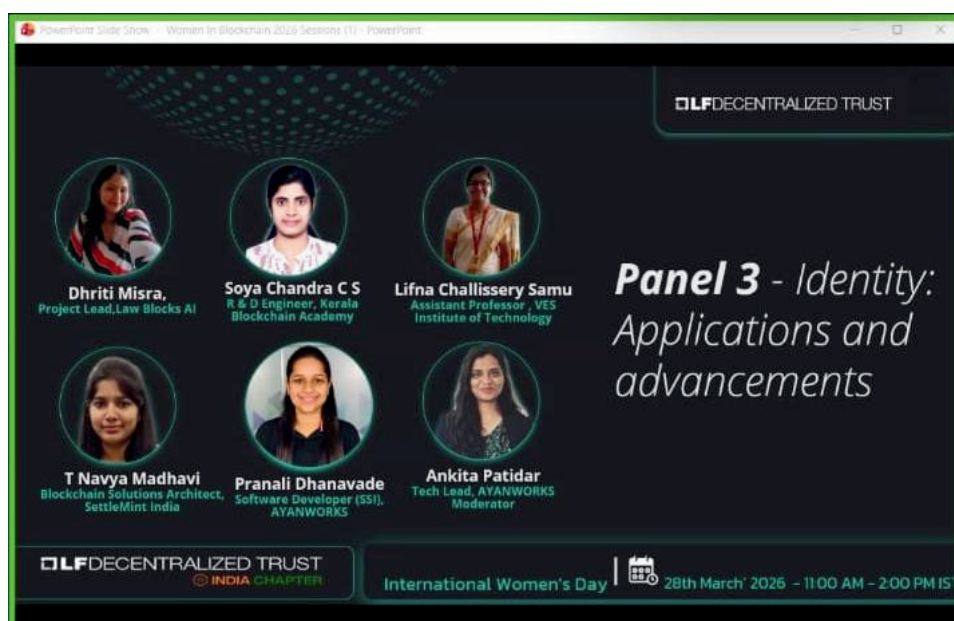 PowerPoint Slide Show - Women In Blockchain 2026 Sessions (1) - PowerPoint
LFDECENTRALIZED TRUST
Dhriti Misra,
Project Lead,Law Blocks AI
Soya Chandra C S
R & D Engineer, Kerala
Blockchain Academy
Lifna Challissery Samu
Assistant Professor , VES
Institute of Technology
Panel 3 - Identity:
Applications and
advancements
T Navya Madhavi
Blockchain Solutions Architect,
SettleMint India
Pranali Dhanavade
Software Developer (SSI),
AYANWORKS
Ankita Patidar
Tech Lead, AYANWORKS
Moderator
LFDECENTRALIZED TRUST
INDIA CHAPTER
International Women's Day
28th March' 2026 - 11:00 AM - 2:00 PM IS